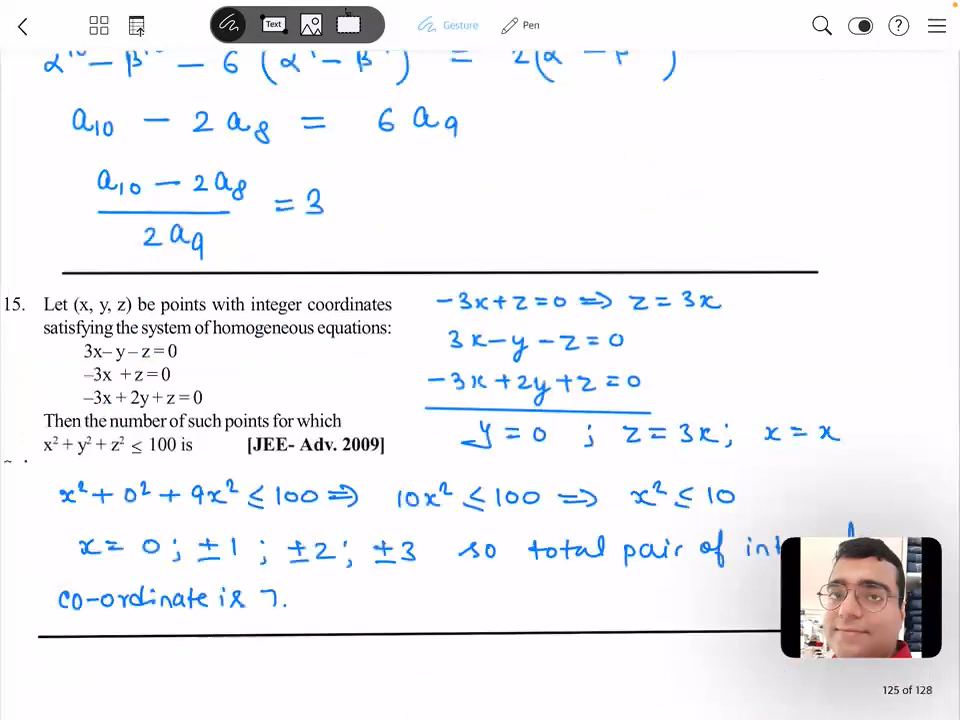 Text
Gesture
Pen
α¹⁰ − β¹⁰ − 6 (
a₁₀ − 2a₈ = 6a₉
a₁₀ − 2a₈ / 2a₉ = 3
15. Let (x, y, z) be points with integer coordinates
satisfying the system of homogeneous equations:
3x– y – z = 0
–3x + z = 0
–3x + 2y + z = 0
Then the number of such points for which
x² + y² + z² ≤ 100 is [JEE- Adv. 2009]
−3x + z = 0 ⟹ z = 3x
3x − y − z = 0
−3x + 2y + z = 0
y = 0 ; z = 3x ; x = x
x² + 0² + 9x² ≤ 100 ⟹ 10x² ≤ 100 ⟹ x² ≤ 10
x = 0 ; ±1 ; ±2 ; ±3 so total pair of
co-ordinate is 7.
125 of 128